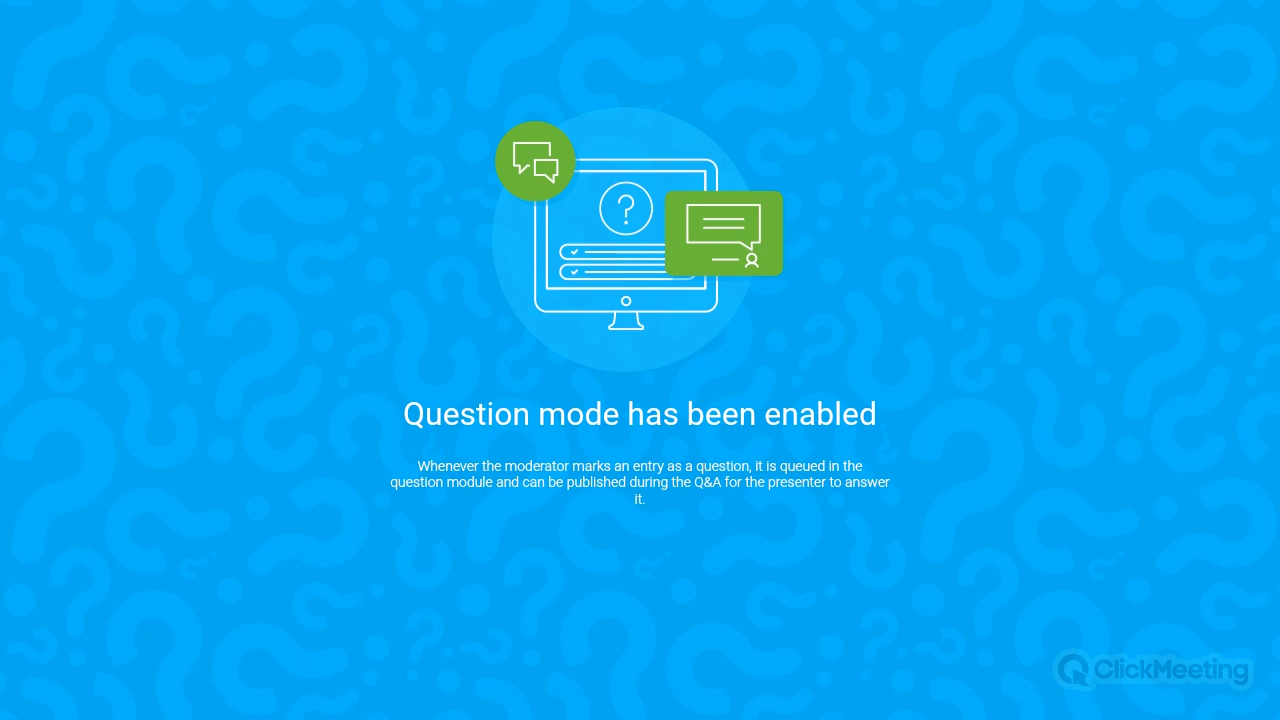 Question mode has been enabled
Whenever the moderator marks an entry as a question, it is queued in the
question module and can be published during the Q&A for the presenter to answer
it.
ClickMeeting